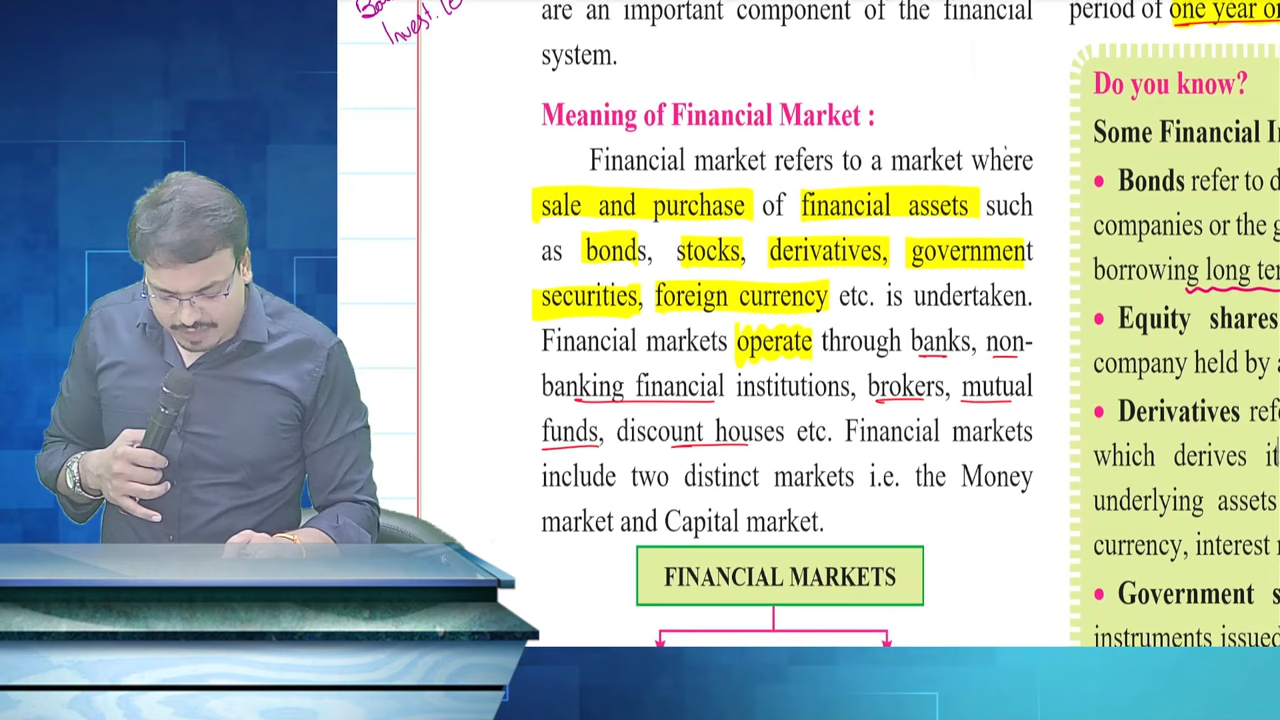 Invest.
are an important component of the financial
system.
Meaning of Financial Market :
Financial market refers to a market where
sale and purchase of financial assets such
as bonds, stocks, derivatives, government
securities, foreign currency etc. is undertaken.
Financial markets operate through banks, non-
banking financial institutions, brokers, mutual
funds, discount houses etc. Financial markets
include two distinct markets i.e. the Money
market and Capital market.
FINANCIAL MARKETS
period of one year or
Do you know?
Some Financial
• Bonds refer to
companies or the
borrowing long
• Equity shares
company held by
• Derivatives
which derives
underlying assets
currency, interest
• Government
instruments issued